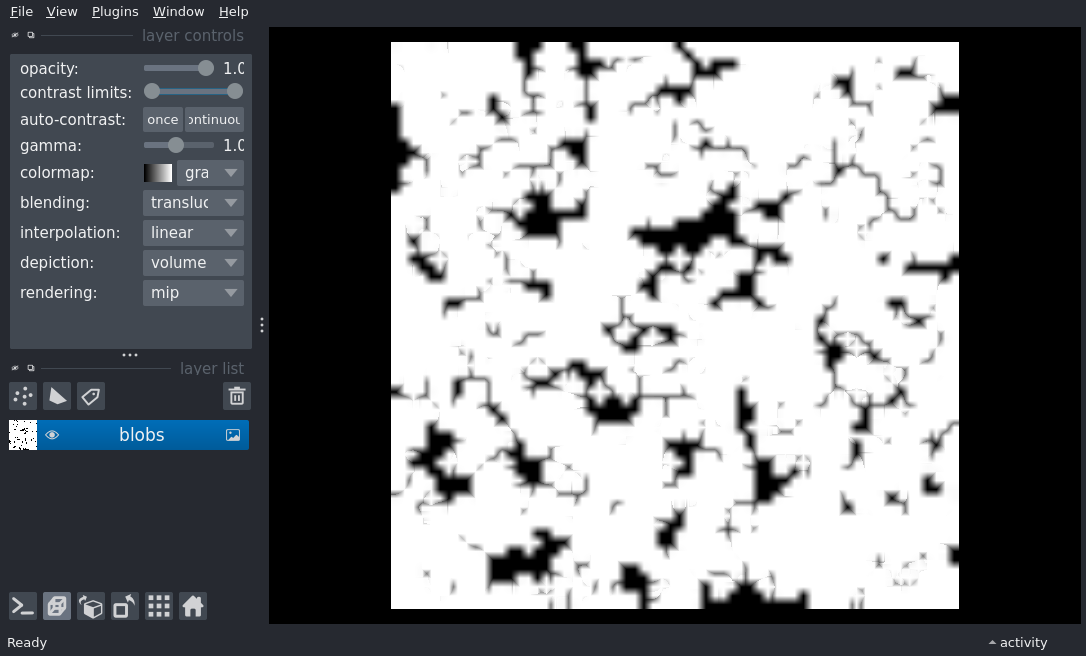 File View Plugins Window Help
layer controls
opacity: 1.0
contrast limits:
auto-contrast: once ontinuou
gamma: 1.0
colormap: gra
blending: transluc
interpolation: linear
depiction: volume
rendering: mip
layer list
blobs
Ready
activity